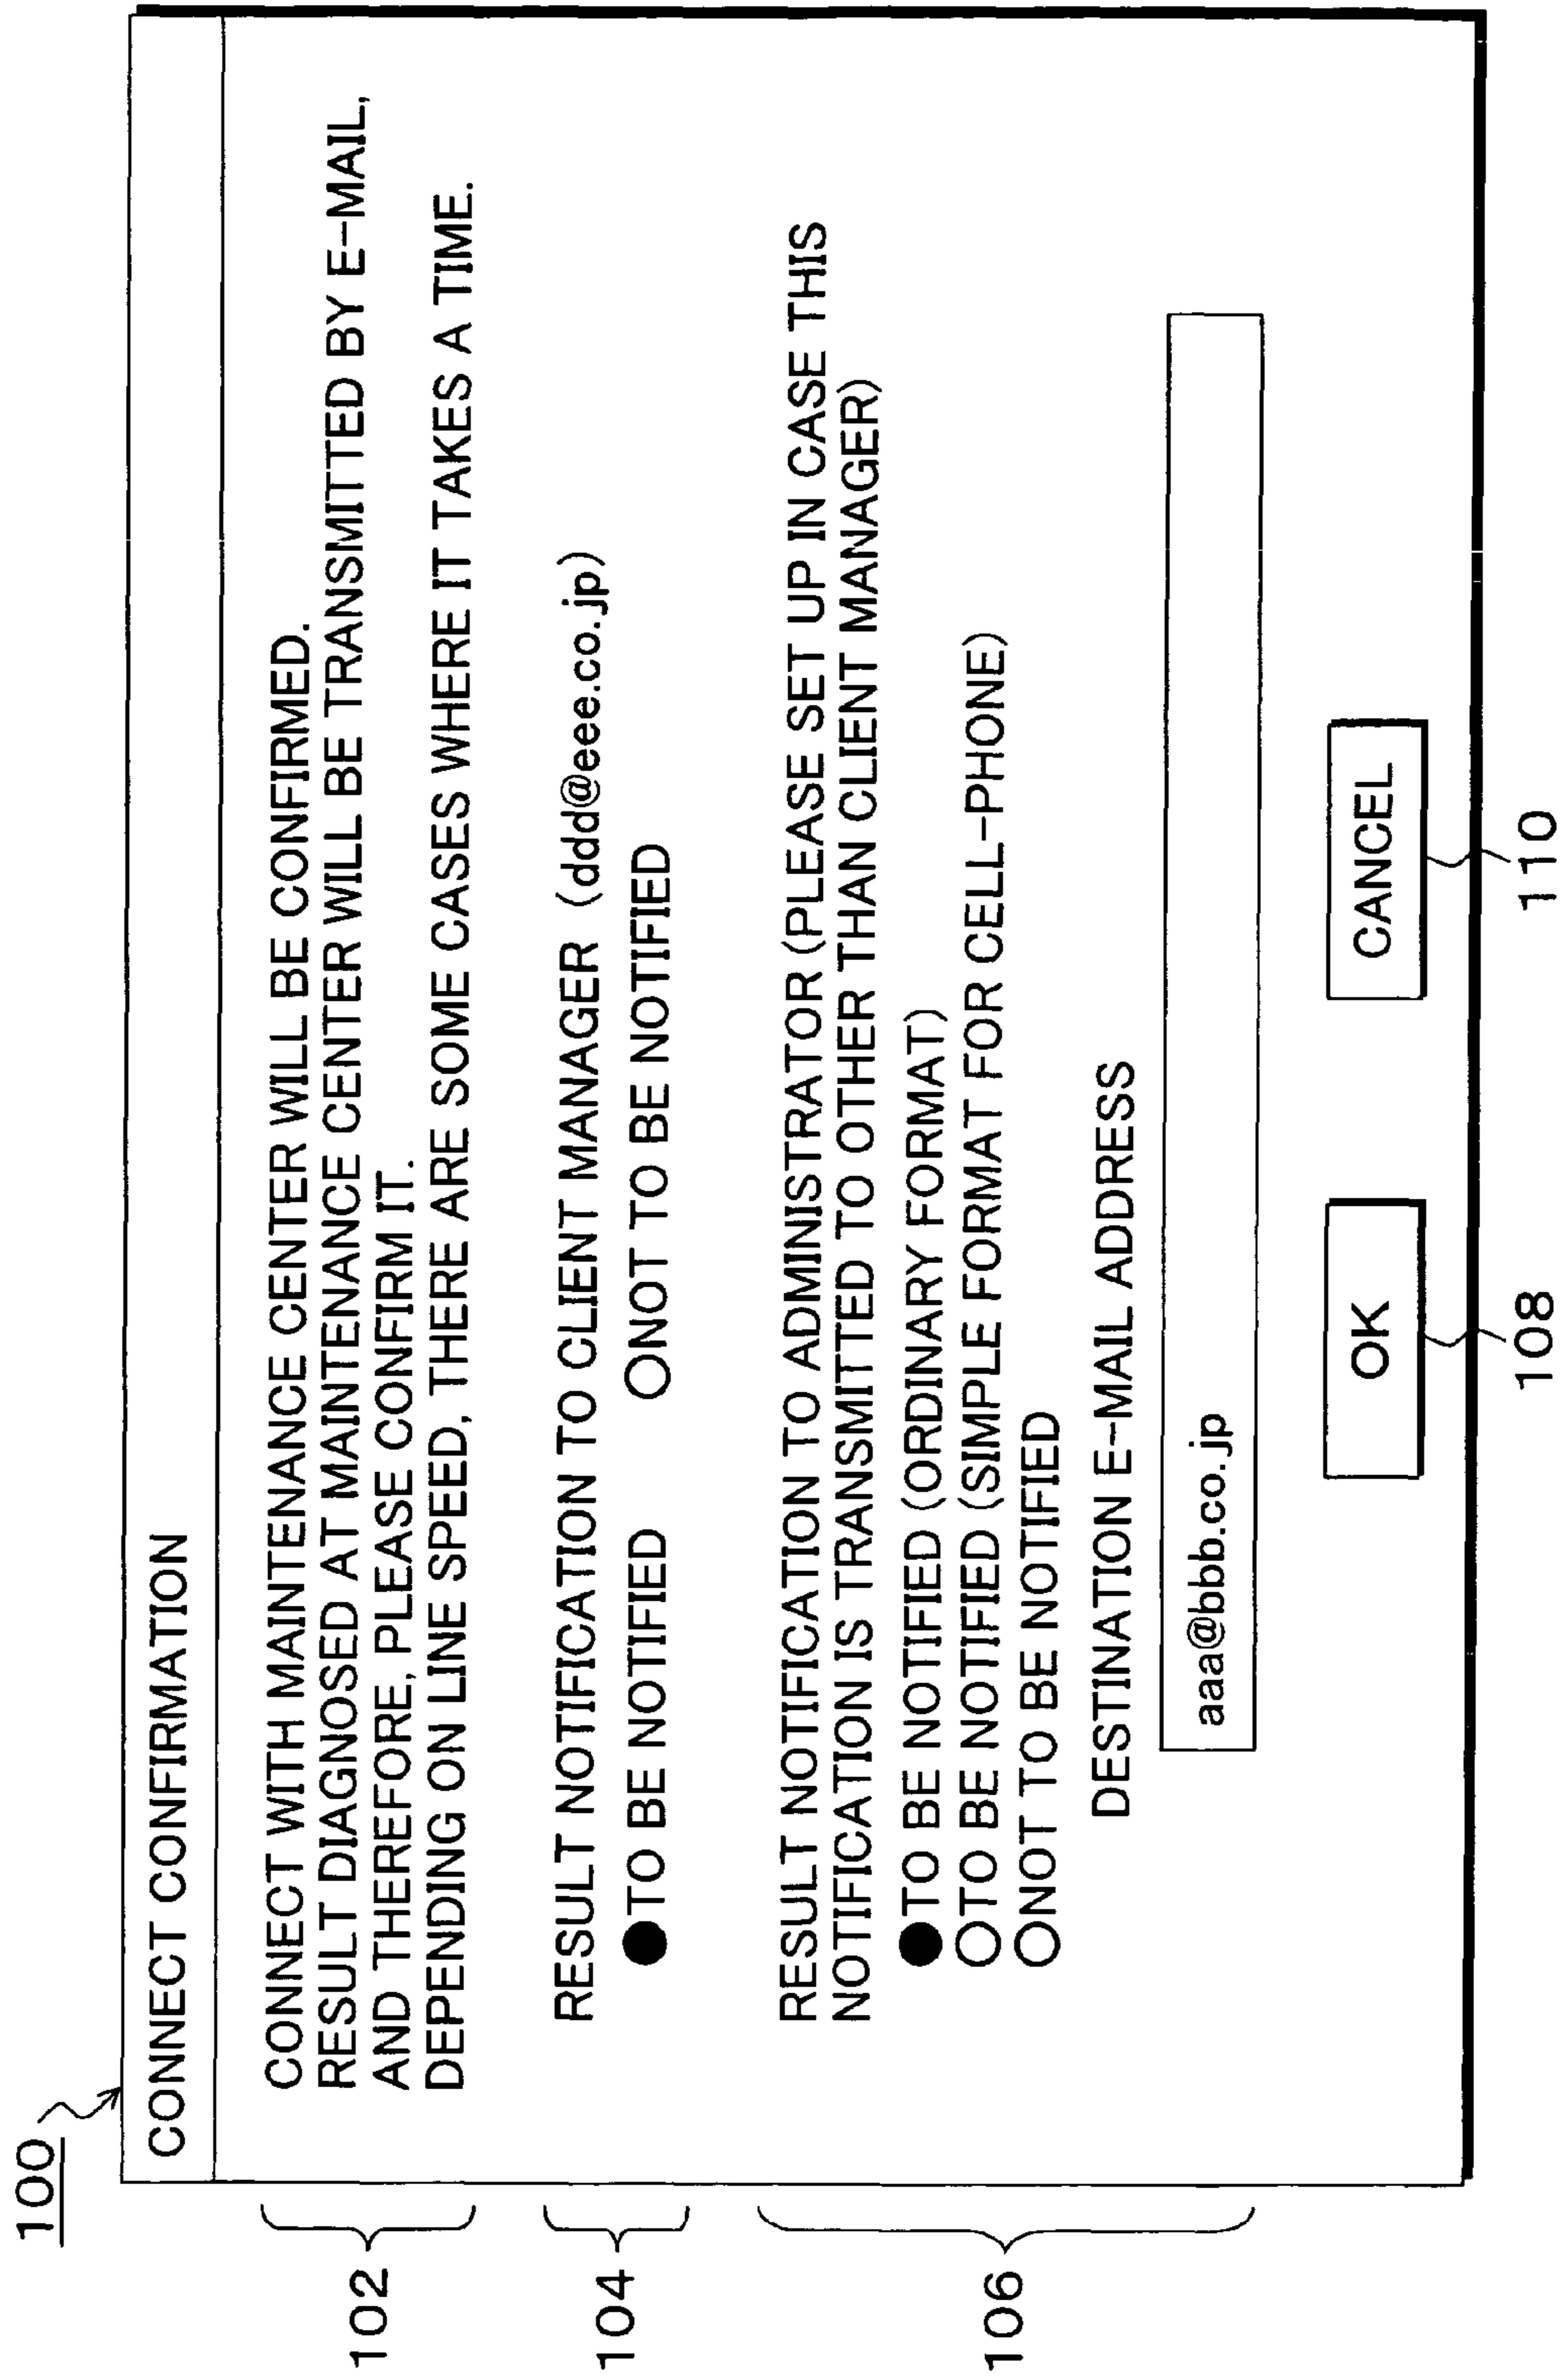 100
CONNECT CONFIRMATION
102
CONNECT WITH MAINTENANCE CENTER WILL BE CONFIRMED.
RESULT DIAGNOSED AT MAINTENANCE CENTER WILL BE TRANSMITTED BY E-MAIL,
AND THEREFORE, PLEASE CONFIRM IT.
DEPENDING ON LINE SPEED, THERE ARE SOME CASES WHERE IT TAKES A TIME.
104
RESULT NOTIFICATION TO CLIENT MANAGER (ddd@eee.co.jp)
●TO BE NOTIFIED ○NOT TO BE NOTIFIED
106
RESULT NOTIFICATION TO ADMINISTRATOR (PLEASE SET UP IN CASE THIS
NOTIFICATION IS TRANSMITTED TO OTHER THAN CLIENT MANAGER)
●TO BE NOTIFIED (ORDINARY FORMAT)
○TO BE NOTIFIED (SIMPLE FORMAT FOR CELL-PHONE)
○NOT TO BE NOTIFIED
DESTINATION E-MAIL ADDRESS
aaa@bbb.co.jp
OK CANCEL
108 110